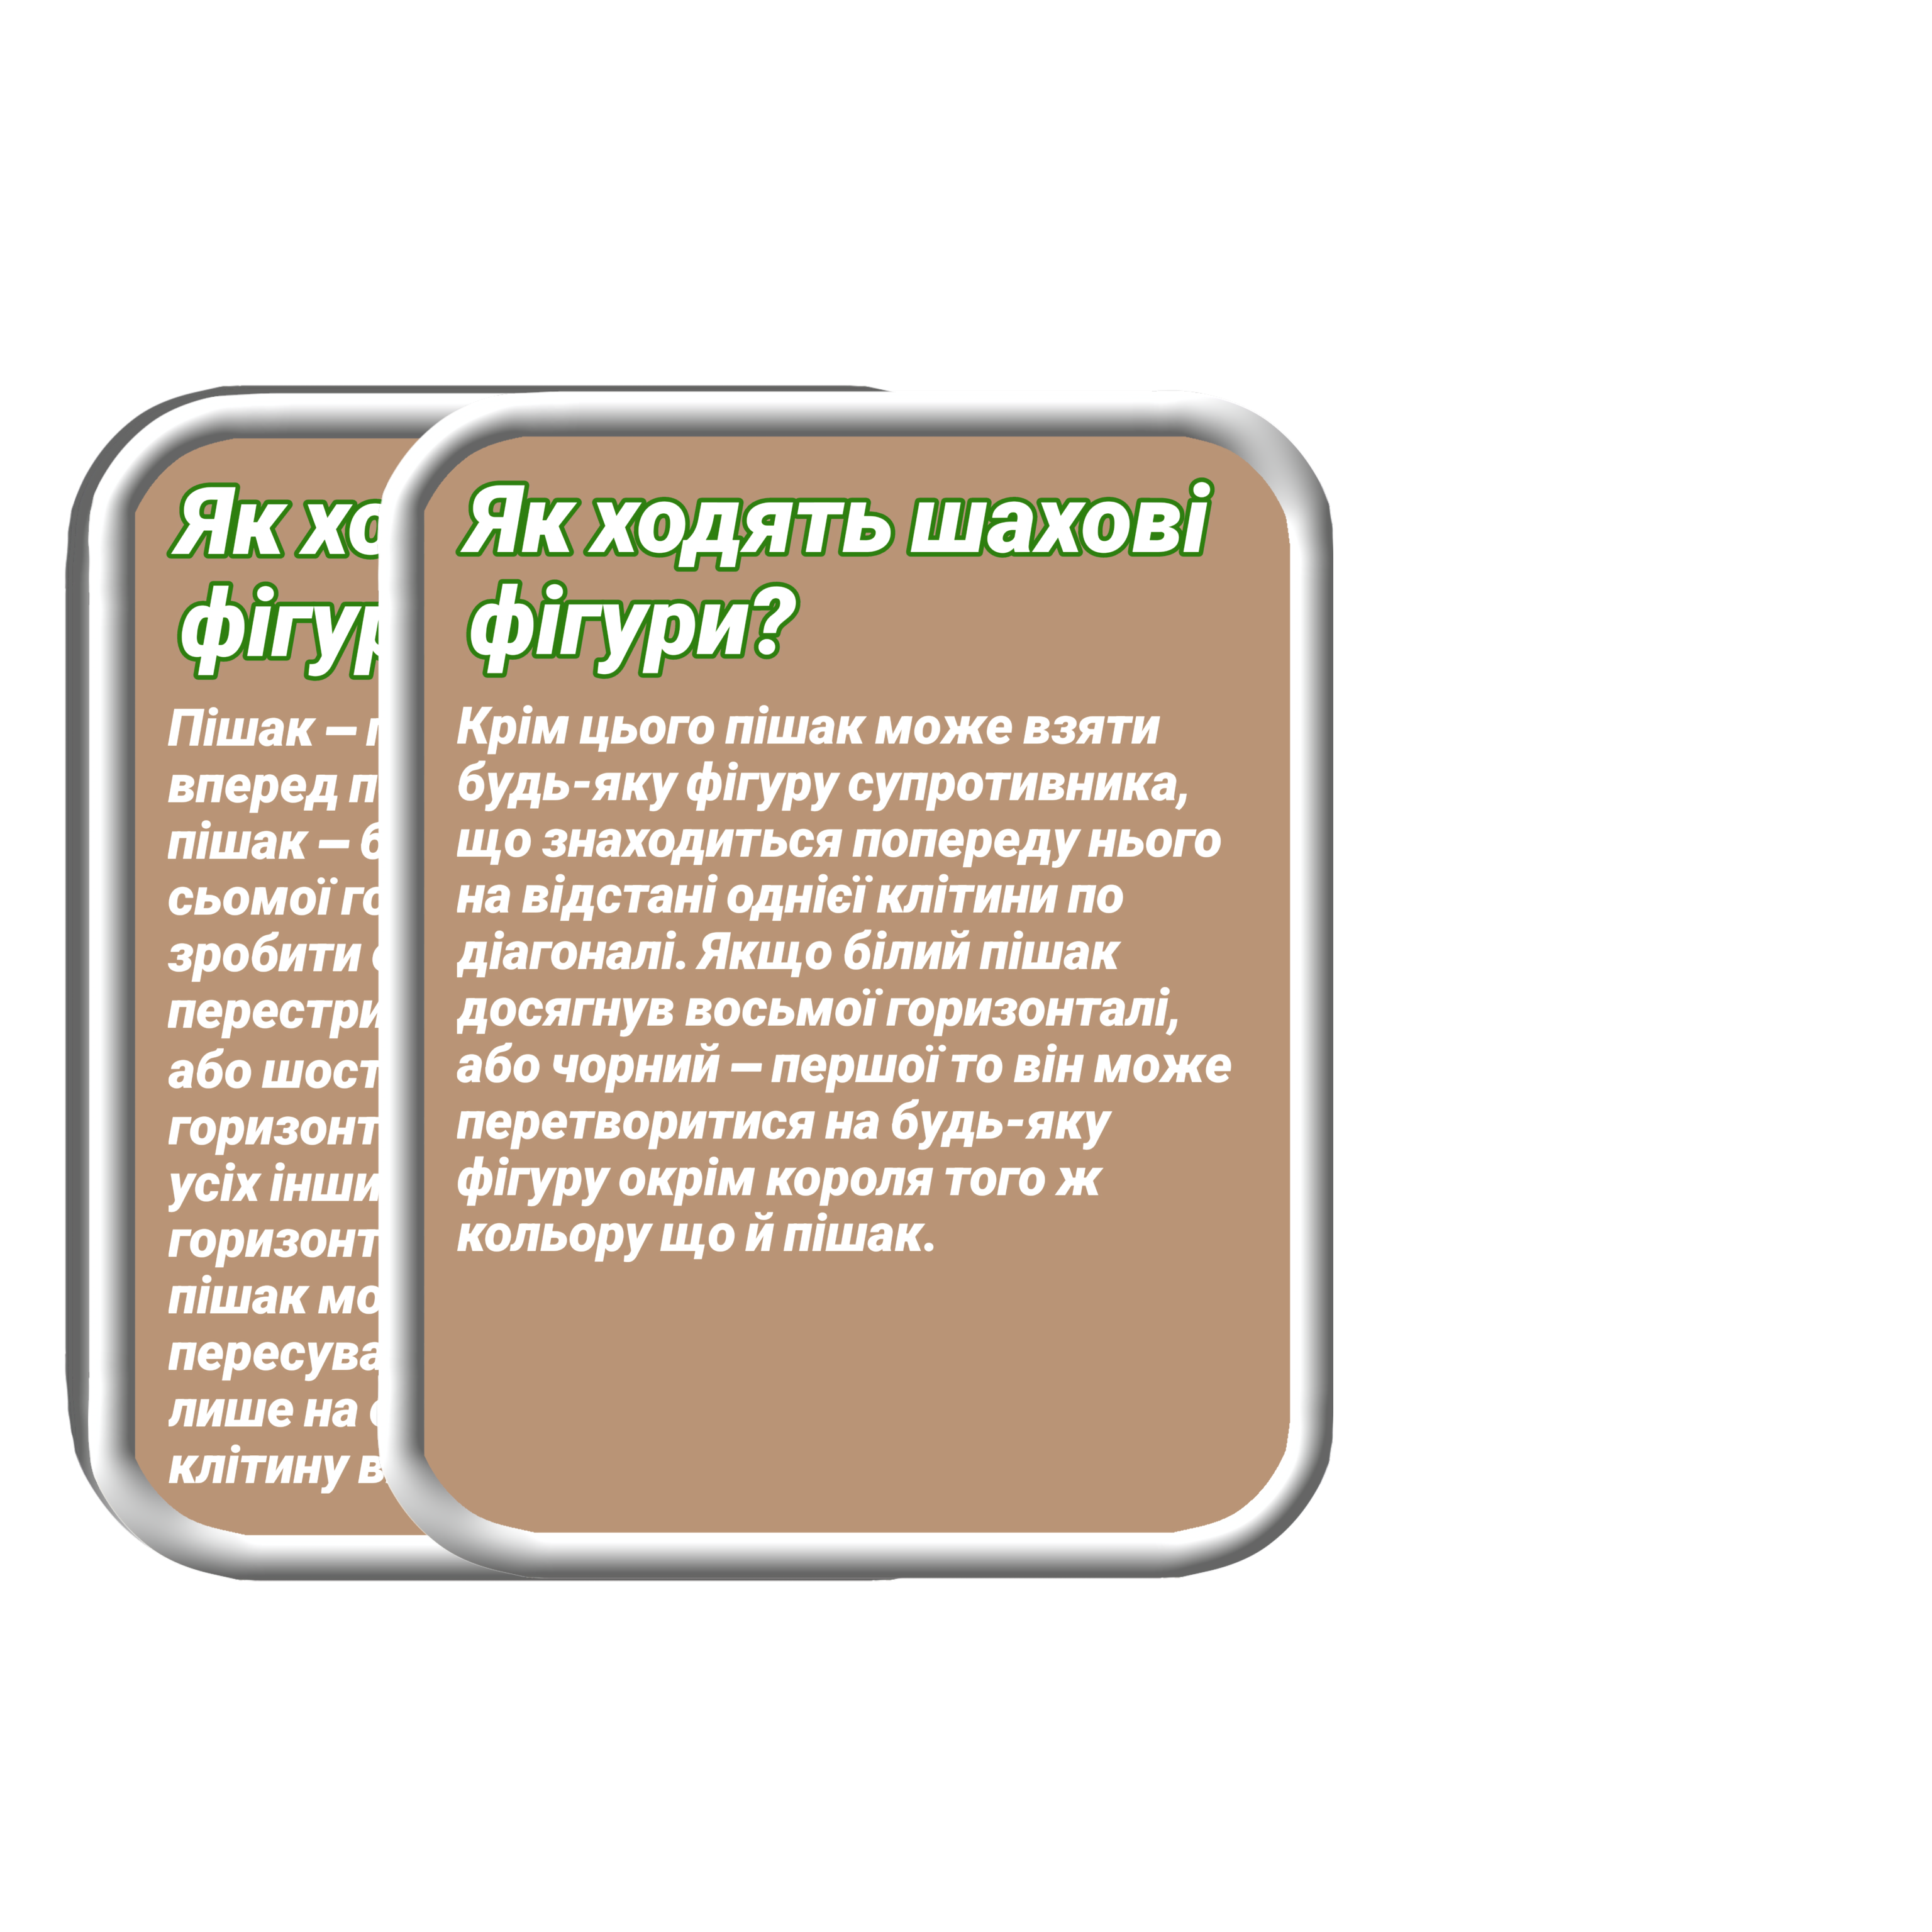 Як
фігур
Пішак —
вперед
пішак —
сьомої
зробити
перестри
або шост
горизонт
усіх інши
горизонт
пішак мо
пересува
лише на
клітину
Як ходять шахові
фігури?
Крім цього пішак може взяти
будь-яку фігуру супротивника,
що знаходиться попереду нього
на відстані однієї клітини по
діагоналі. Якщо білий пішак
досягнув восьмої горизонталі,
або чорний — першої то він може
перетворитися на будь-яку
фігуру окрім короля того ж
кольору що й пішак.